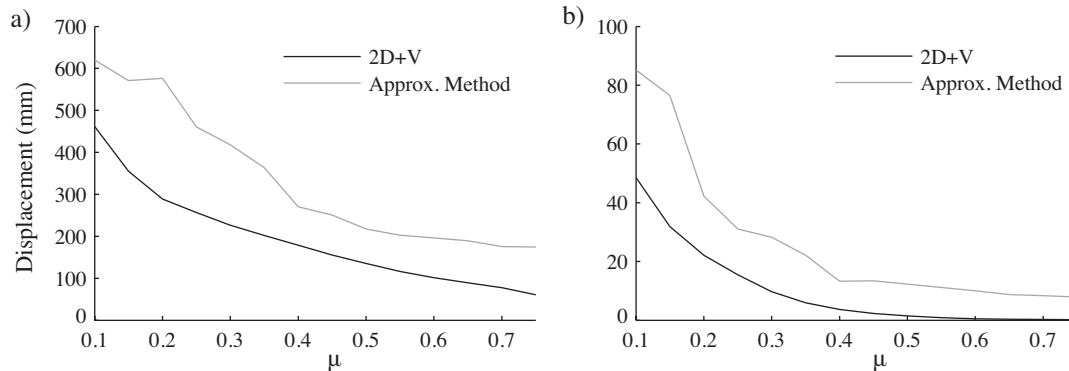 a)
700
600
500
400
300
200
100
0
Displacement (mm)
2D+V
Approx. Method
0.1 0.2 0.3 0.4 0.5 0.6 0.7
μ
b)
100
80
60
40
20
0
2D+V
Approx. Method
0.1 0.2 0.3 0.4 0.5 0.6 0.7
μ